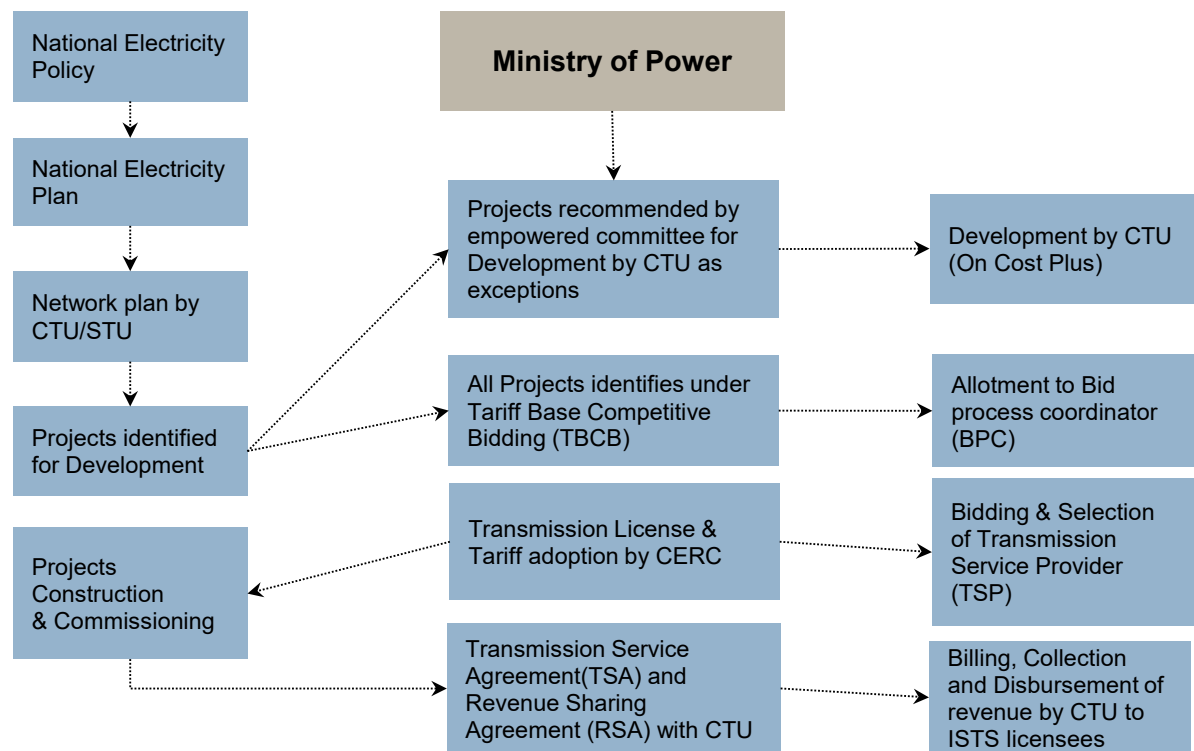 National Electricity
Policy
Ministry of Power
National Electricity
Plan
Projects recommended by
empowered committee for
Development by CTU as
exceptions
Development by CTU
(On Cost Plus)
Network plan by
CTU/STU
All Projects identifies under
Tariff Base Competitive
Bidding (TBCB)
Allotment to Bid
process coordinator
(BPC)
Projects identified
for Development
Transmission License &
Tariff adoption by CERC
Bidding & Selection
of Transmission
Service Provider
(TSP)
Projects
Construction
& Commissioning
Transmission Service
Agreement(TSA) and
Revenue Sharing
Agreement (RSA) with CTU
Billing, Collection
and Disbursement of
revenue by CTU to
ISTS licensees